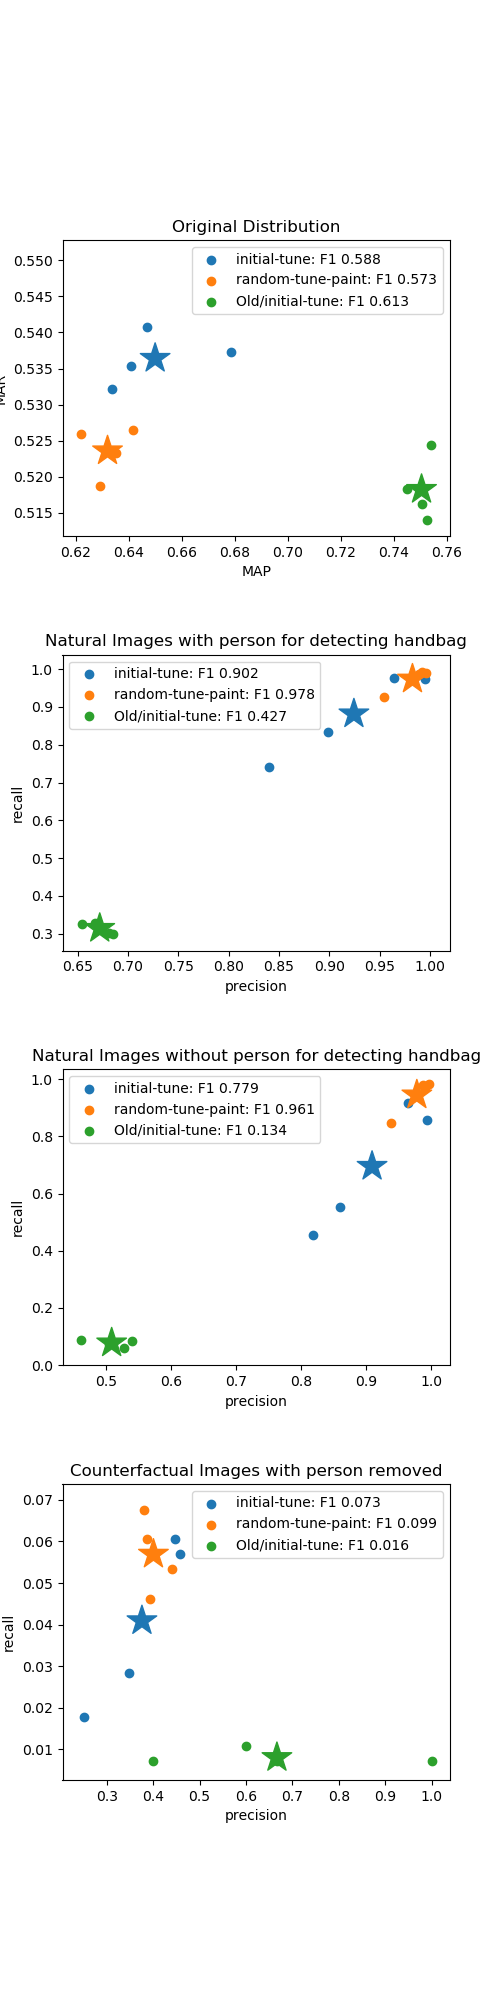 Original Distribution
initial-tune: F1 0.588
random-tune-paint: F1 0.573
Old/initial-tune: F1 0.613
0.550
0.545
0.540
0.535
0.530
0.525
0.520
0.515
MAR
0.62 0.64 0.66 0.68 0.70 0.72 0.74 0.76
MAP
Natural Images with person for detecting handbag
initial-tune: F1 0.902
random-tune-paint: F1 0.978
Old/initial-tune: F1 0.427
1.0
0.9
0.8
0.7
0.6
0.5
0.4
0.3
recall
0.65 0.70 0.75 0.80 0.85 0.90 0.95 1.00
precision
Natural Images without person for detecting handbag
initial-tune: F1 0.779
random-tune-paint: F1 0.961
Old/initial-tune: F1 0.134
1.0
0.8
0.6
0.4
0.2
0.0
recall
0.5 0.6 0.7 0.8 0.9 1.0
precision
Counterfactual Images with person removed
initial-tune: F1 0.073
random-tune-paint: F1 0.099
Old/initial-tune: F1 0.016
0.07
0.06
0.05
0.04
0.03
0.02
0.01
recall
0.3 0.4 0.5 0.6 0.7 0.8 0.9 1.0
precision